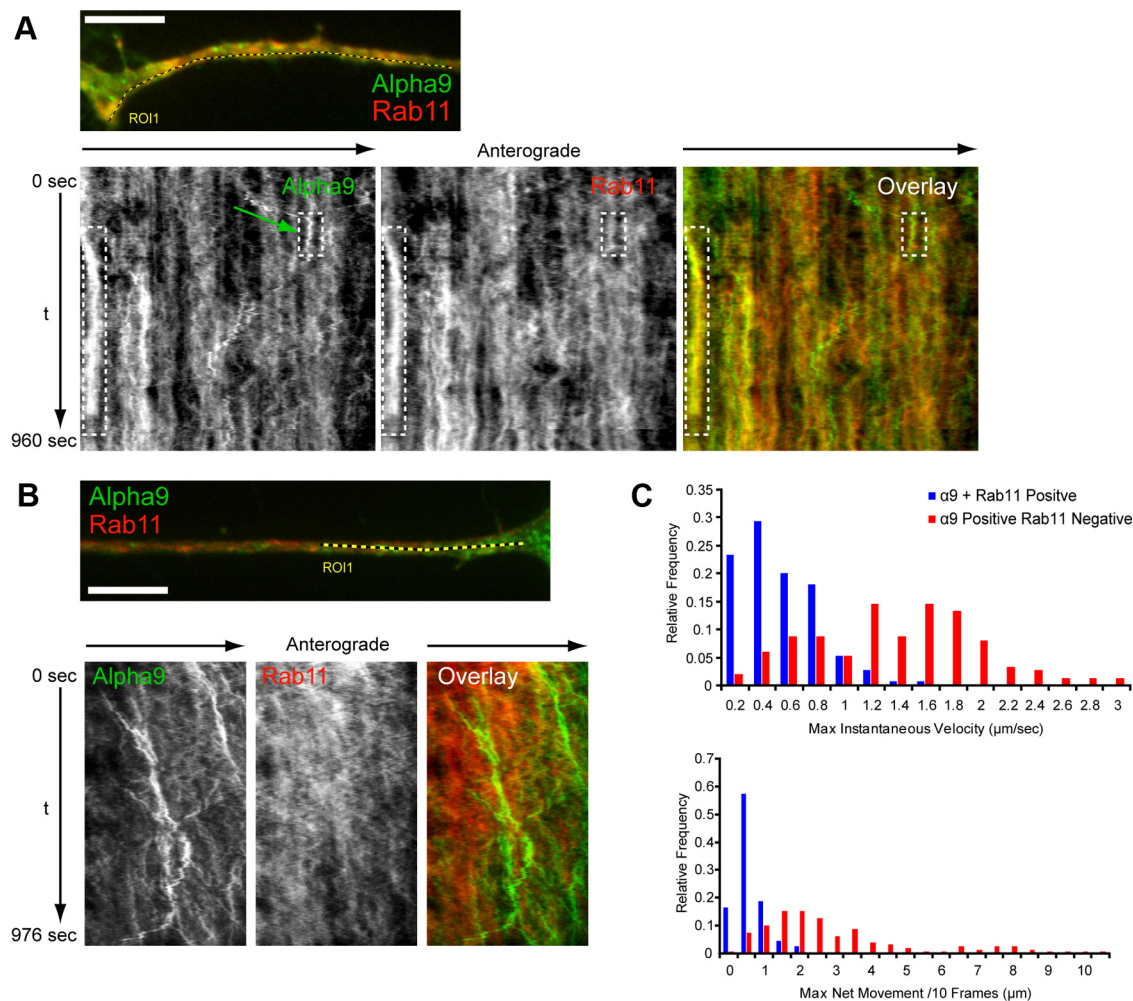 A
Alpha9
Rab11
ROI1
Anterograde
0 sec
t
960 sec
Alpha9
Rab11
Overlay
B
Alpha9
Rab11
ROI1
Anterograde
0 sec
t
976 sec
Alpha9
Rab11
Overlay
C
α9 + Rab11 Positve
α9 Positive Rab11 Negative
Relative Frequency
0.35
0.3
0.25
0.2
0.15
0.1
0.05
0
0.2 0.4 0.6 0.8 1 1.2 1.4 1.6 1.8 2 2.2 2.4 2.6 2.8 3
Max Instantaneous Velocity (µm/sec)
Relative Frequency
0.7
0.6
0.5
0.4
0.3
0.2
0.1
0
0 1 2 3 4 5 6 7 8 9 10
Max Net Movement /10 Frames (µm)